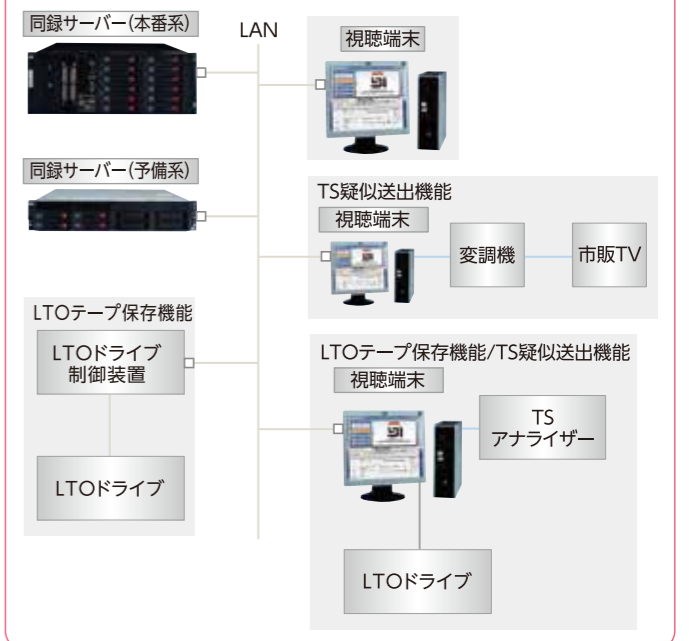 同録サーバー(本番系)
LAN
視聴端末
同録サーバー(予備系)
TS疑似送出機能
視聴端末
変調機
市販TV
LTOテープ保存機能
LTOドライブ
制御装置
LTOドライブ
LTOテープ保存機能/TS疑似送出機能
視聴端末
TS
アナライザー
LTOドライブ